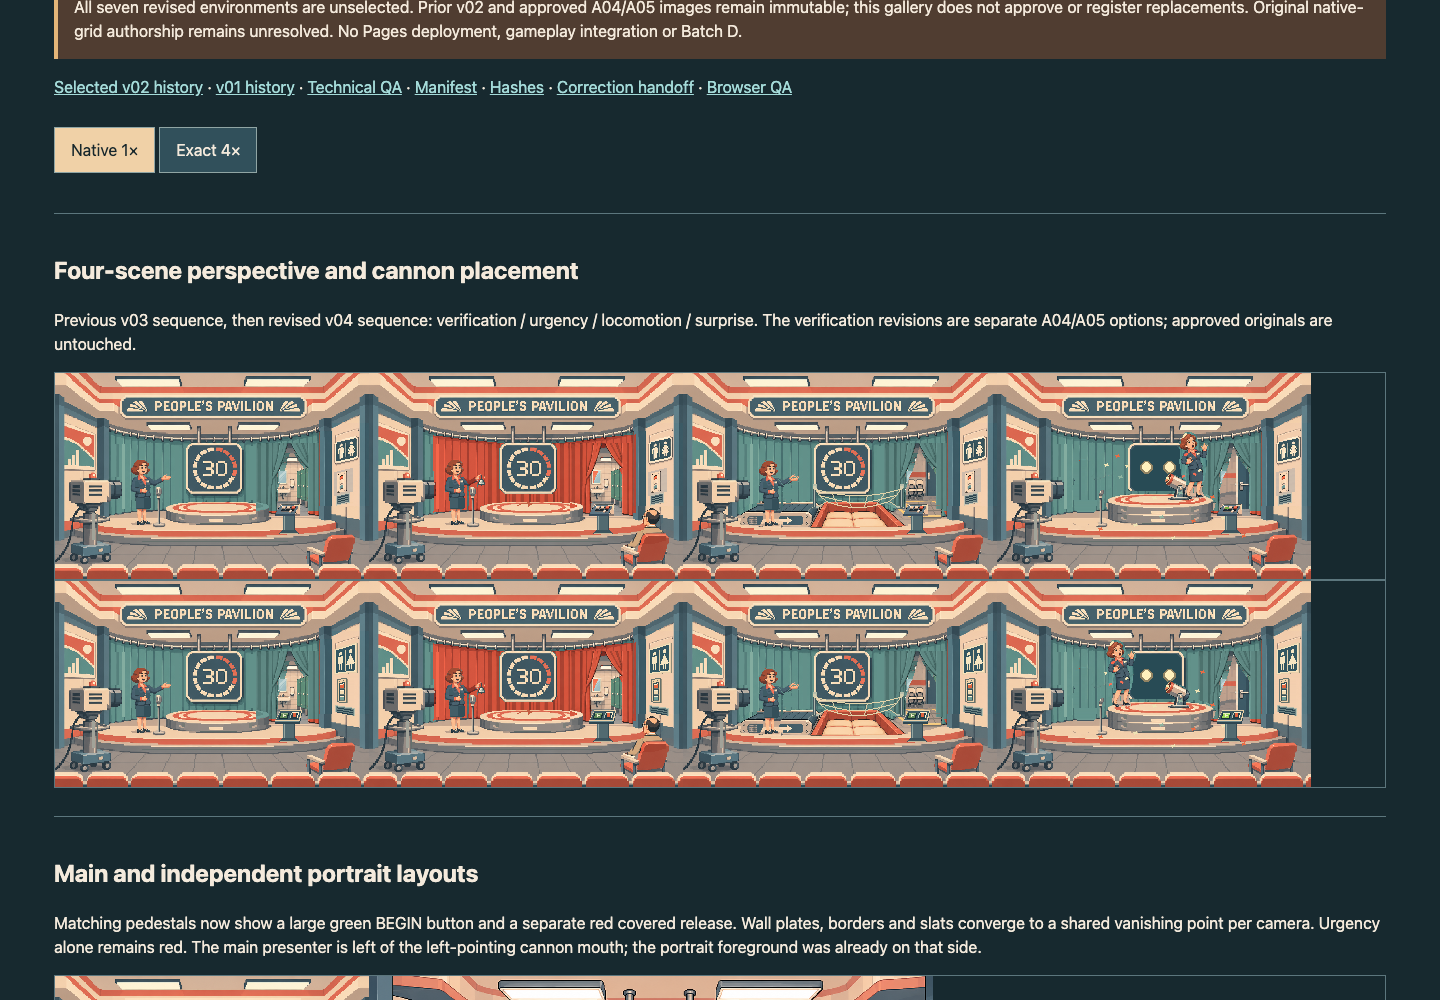 All seven revised environments are unselected. Prior v02 and approved A04/A05 images remain immutable; this gallery does not approve or register replacements. Original native-
grid authorship remains unresolved. No Pages deployment, gameplay integration or Batch D.
Selected v02 history · v01 history · Technical QA · Manifest · Hashes · Correction handoff · Browser QA
Native 1× Exact 4×
Four-scene perspective and cannon placement
Previous v03 sequence, then revised v04 sequence: verification / urgency / locomotion / surprise. The verification revisions are separate A04/A05 options; approved originals are
untouched.
PEOPLE'S PAVILION PEOPLE'S PAVILION PEOPLE'S PAVILION PEOPLE'S PAVILION
30 30 30
PEOPLE'S PAVILION PEOPLE'S PAVILION PEOPLE'S PAVILION PEOPLE'S PAVILION
30 30 30
Main and independent portrait layouts
Matching pedestals now show a large green BEGIN button and a separate red covered release. Wall plates, borders and slats converge to a shared vanishing point per camera. Urgency
alone remains red. The main presenter is left of the left-pointing cannon mouth; the portrait foreground was already on that side.